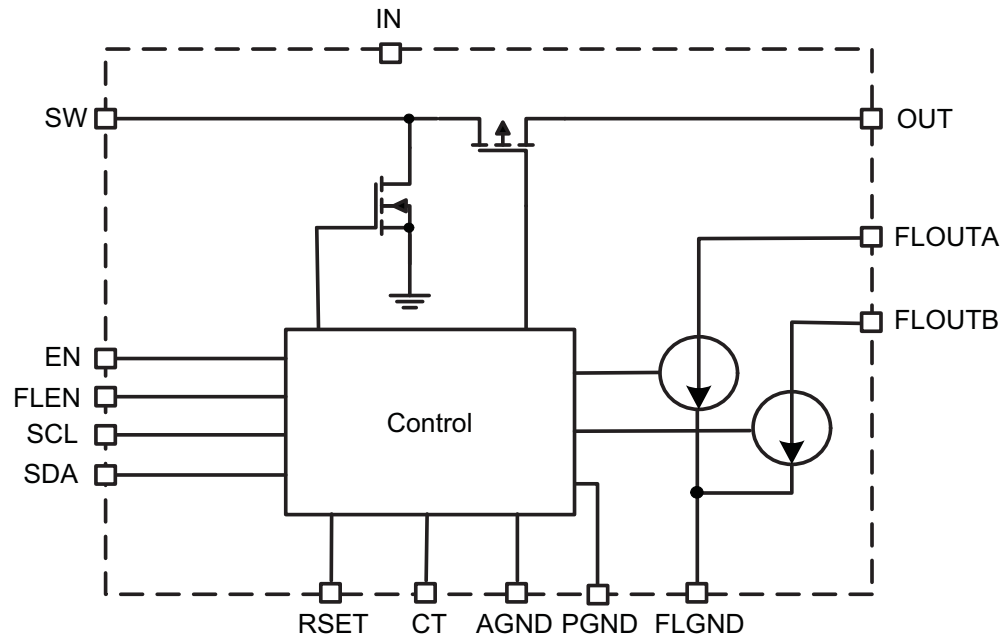 IN
SW
OUT
FLOUTA
FLOUTB
EN
FLEN
SCL
SDA
Control
RSET CT AGND PGND FLGND